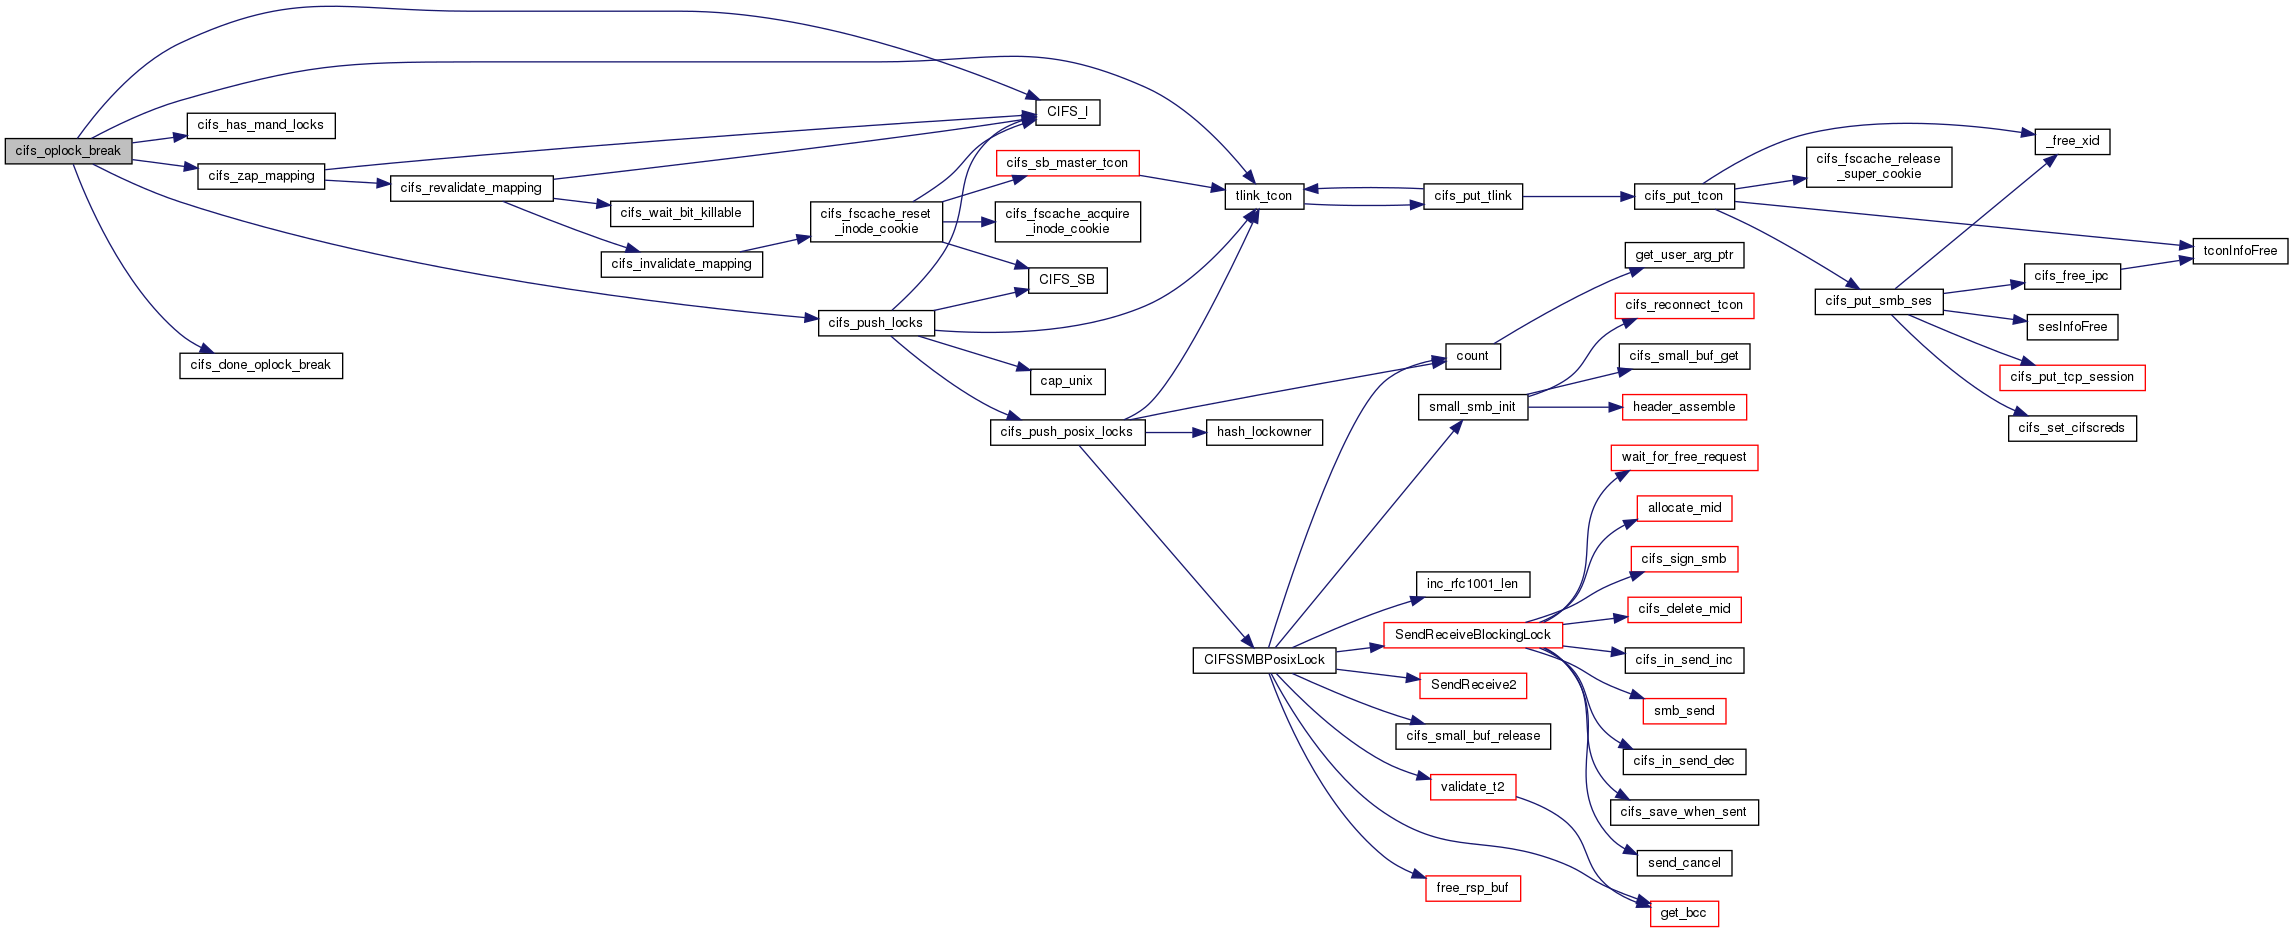 cifs_oplock_break
cifs_has_mand_locks
cifs_zap_mapping
cifs_done_oplock_break
cifs_revalidate_mapping
cifs_wait_bit_killable
cifs_invalidate_mapping
cifs_fscache_reset
_inode_cookie
cifs_push_locks
CIFS_I
cifs_sb_master_tcon
cifs_fscache_acquire
_inode_cookie
CIFS_SB
cap_unix
cifs_push_posix_locks
tlink_tcon
hash_lockowner
CIFSSMBPosixLock
cifs_put_tlink
count
small_smb_init
inc_rfc1001_len
SendReceiveBlockingLock
SendReceive2
cifs_small_buf_release
validate_t2
free_rsp_buf
cifs_put_tcon
get_user_arg_ptr
cifs_reconnect_tcon
cifs_small_buf_get
header_assemble
wait_for_free_request
allocate_mid
cifs_sign_smb
cifs_delete_mid
cifs_in_send_inc
smb_send
cifs_in_send_dec
cifs_save_when_sent
send_cancel
get_bcc
cifs_fscache_release
_super_cookie
cifs_put_smb_ses
_free_xid
cifs_free_ipc
sesInfoFree
cifs_put_tcp_session
cifs_set_cifscreds
tconInfoFree